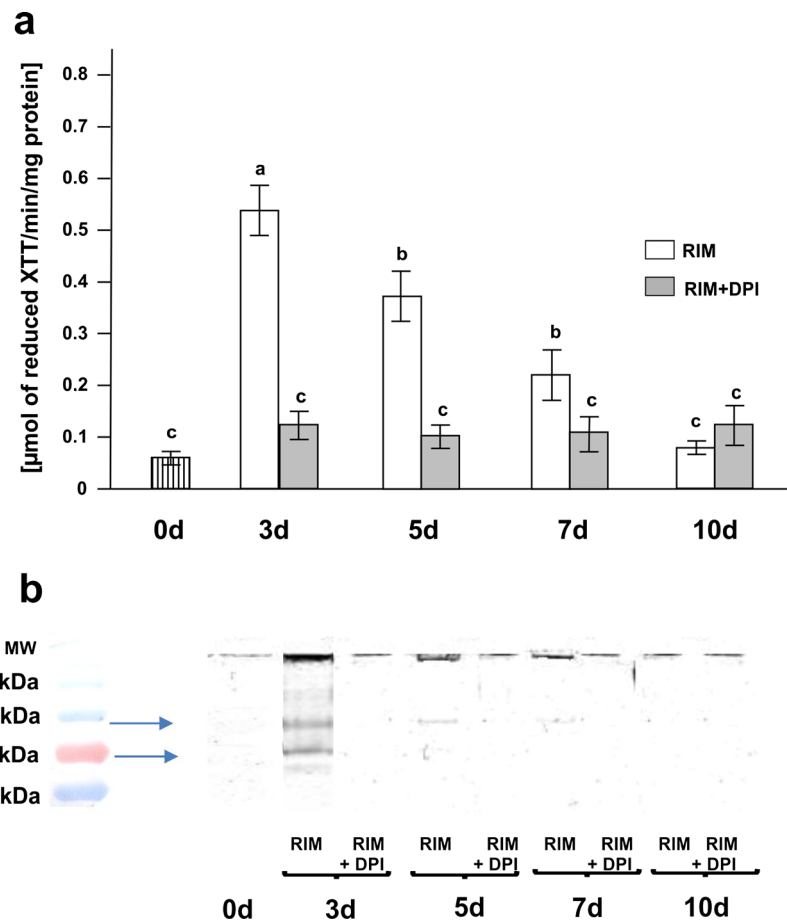 a
[µmol of reduced XTT/min/mg protein]
0.8
0.7
0.6
0.5
0.4
0.3
0.2
0.1
0
c
a
c
b
c
b
c
c
c
RIM
RIM+DPI
0d 3d 5d 7d 10d
b
MW
kDa
kDa
kDa
kDa
RIM RIM RIM RIM RIM RIM RIM RIM
+ DPI + DPI + DPI + DPI
0d 3d 5d 7d 10d